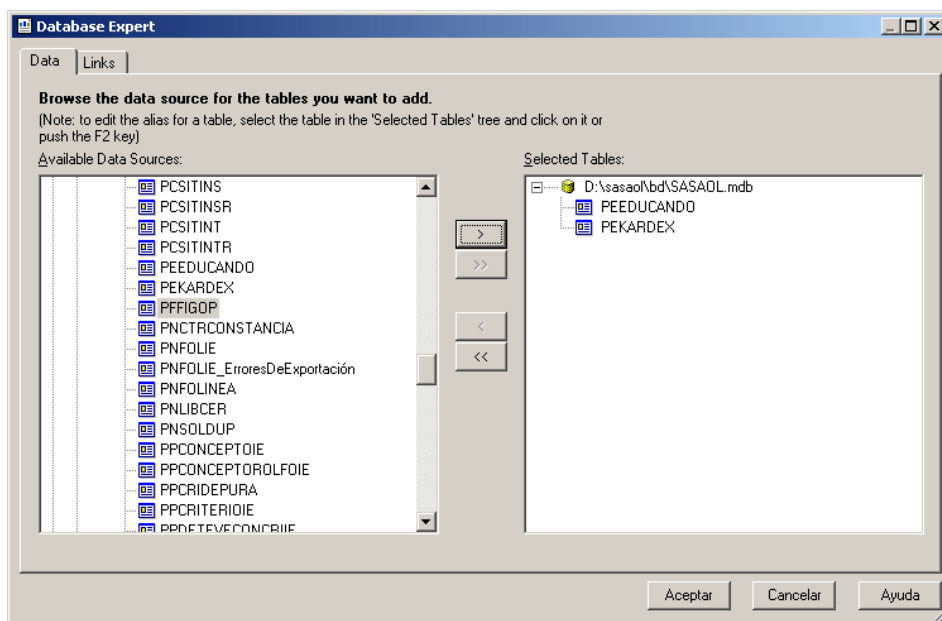 Database Expert
Data
Links
Browse the data source for the tables you want to add.
(Note: to edit the alias for a table, select the table in the 'Selected Tables' tree and click on it or
push the F2 key)
Available Data Sources:
PCSITINS
PCSITINSR
PCSITINT
PCSITINTR
PEEDUCANDO
PEKARDEX
PFFIGOP
PNCTRCONSTANCIA
PNFOLIE
PNFOLIE_ErroresDeExportación
PNFOLINEA
PNLIBCER
PNSOLDUP
PPCONCEPTOIE
PPCONCEPTOROLFOIE
PPCRIDEPURA
PPCRITERIOIE
>
>>
<
<<
Selected Tables:
D:\sasaol\bd\SASAOL.mdb
PEEDUCANDO
PEKARDEX
Aceptar
Cancelar
Ayuda